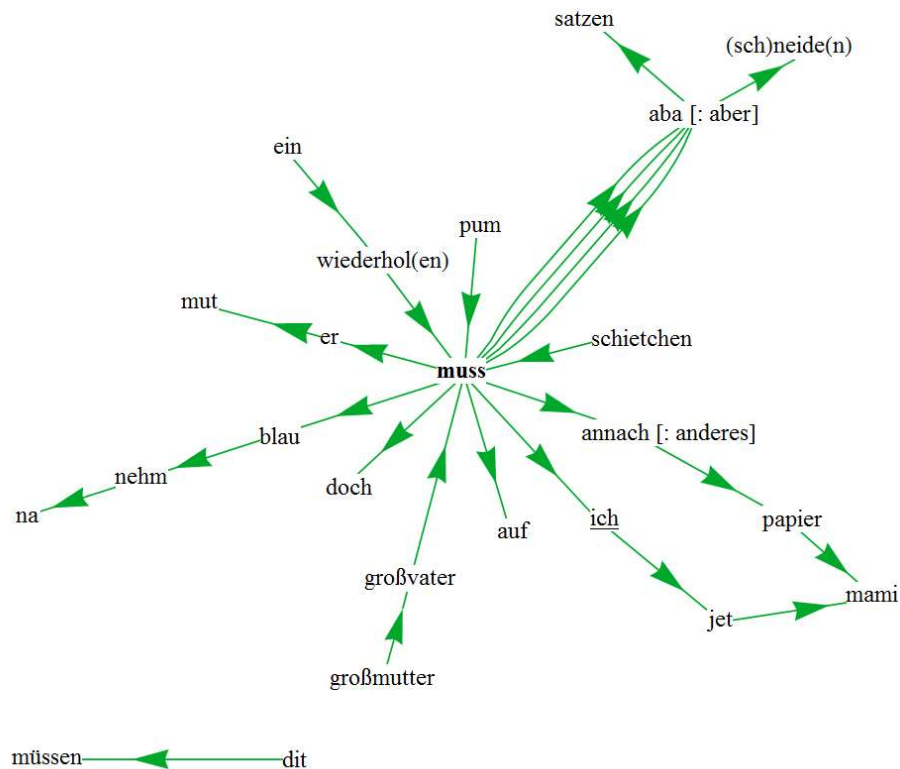 satzen
(sch)neide(n)
aba [: aber]
ein
pum
wiederhol(en)
mut
er
schietchen
muss
annach [: anderes]
blau
nehm
doch
na
auf
ich
papier
großvater
mami
jet
großmutter
müssen
dit